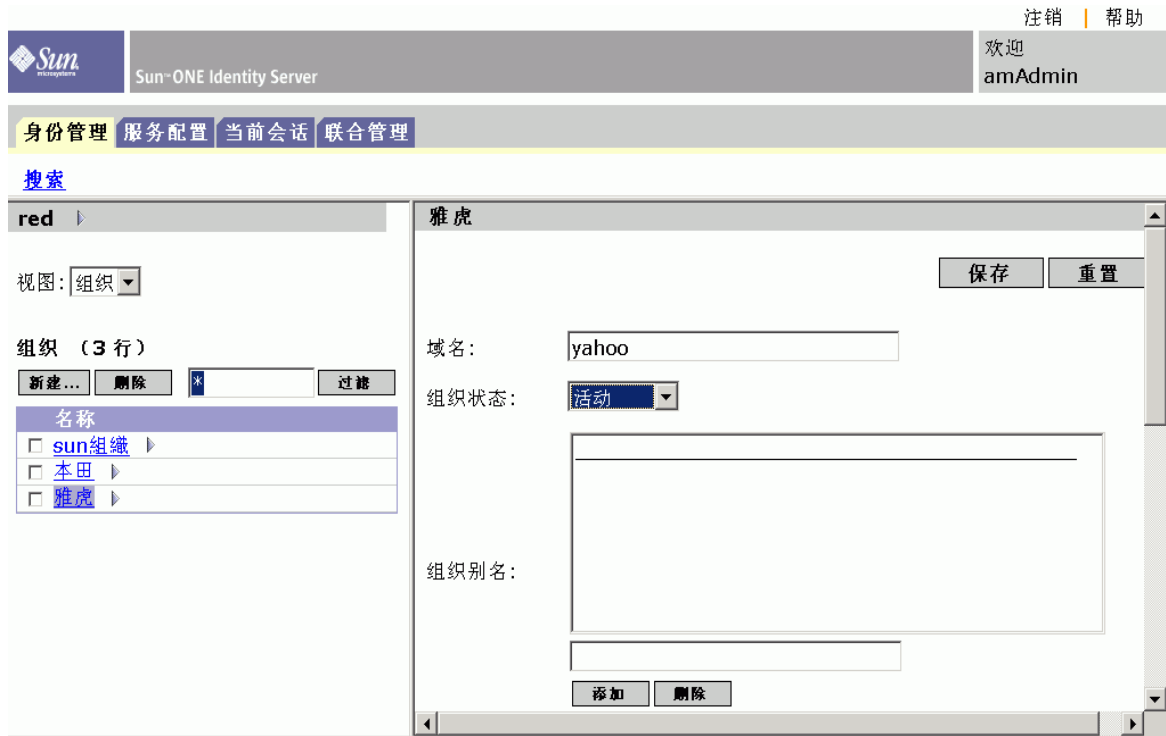 注销 | 帮助
Sun
microsystems
Sun™ ONE Identity Server
欢迎
amAdmin
身份管理 服务配置 当前会话 联合管理
搜索
red
视图: 组织
组织 (3 行)
新建... 删除 * 过滤
名称
sun組織
本田
雅虎
雅虎
保存 重置
域名: yahoo
组织状态: 活动
组织别名:
添加 删除